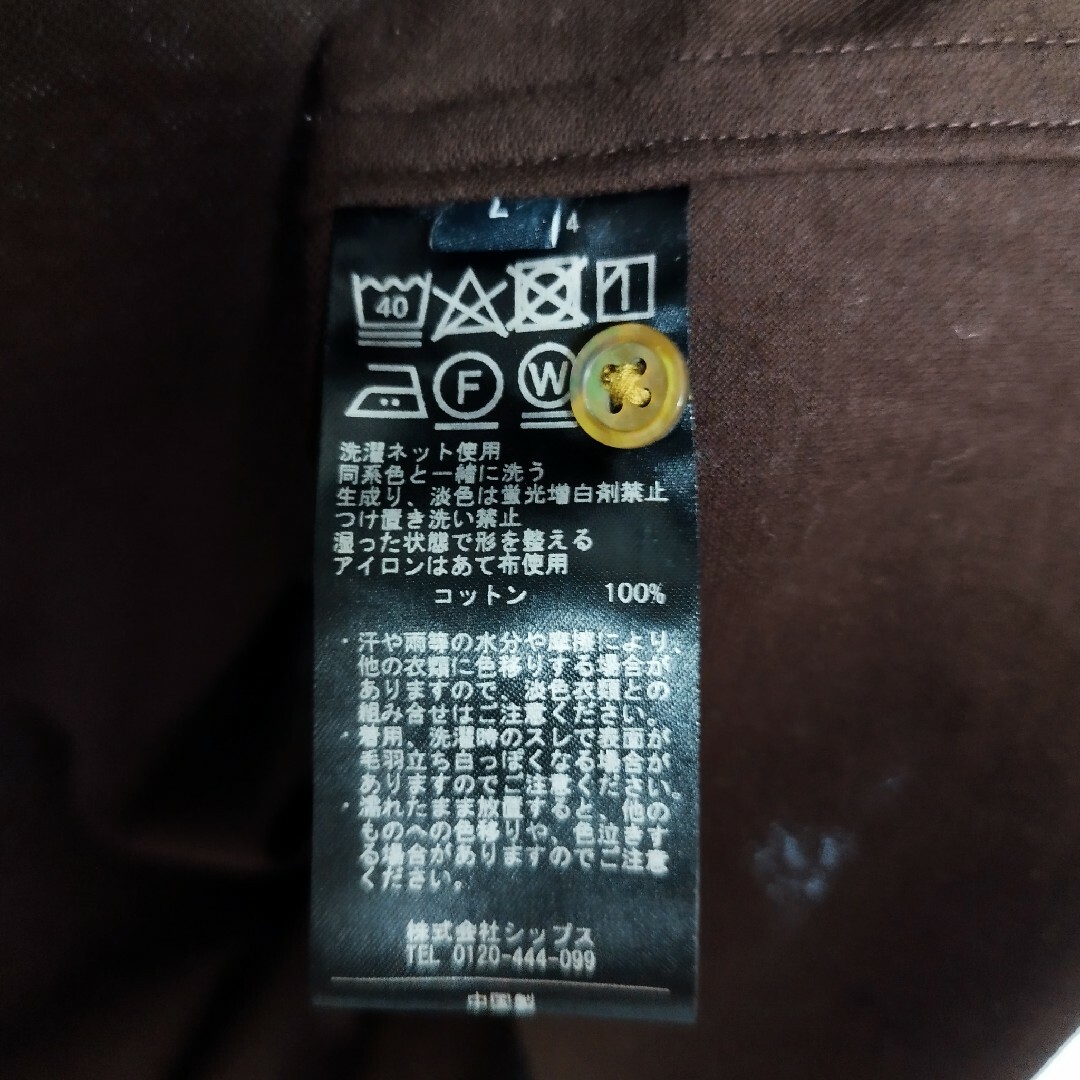 4
40
F W
洗濯ネット使用
同系色と一緒に洗う
生成り、淡色は蛍光増白剤禁止
つけ置き洗い禁止
湿った状態で形を整える
アイロンはあて布使用
コットン 100%
・汗や雨等の水分や摩擦により、
他の衣類に色移りする場合が
ありますので、淡色衣類との
組み合せはご注意ください。
・着用、洗濯時のスレで表面が
毛羽立ち白っぽくなる場合が
ありますのでご注意ください。
・濡れたまま放置すると、他の
ものへの色移りや、色泣きす
る場合がありますのでご注意
ください。
株式会社シップス
TEL 0120-444-099
中国製